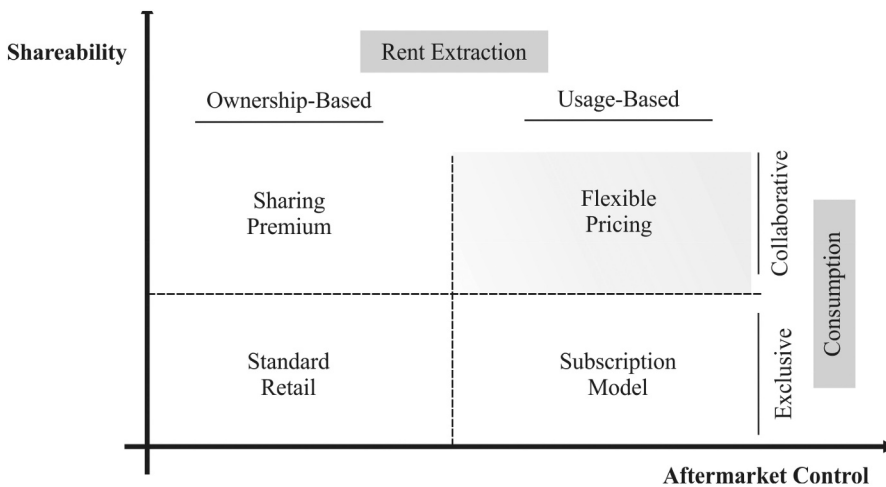 Shareability
Rent Extraction
Ownership-Based
Usage-Based
Sharing
Premium
Flexible
Pricing
Collaborative
Consumption
Standard
Retail
Subscription
Model
Exclusive
Aftermarket Control